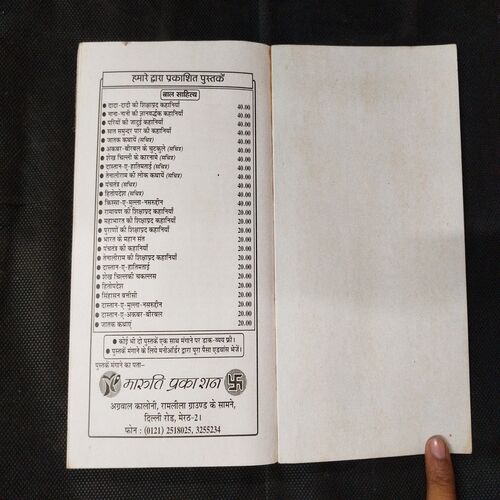 हमारे द्वारा प्रकाशित पुस्तकें
बाल साहित्य
दादा-दादी की शिक्षाप्रद कहानियाँ 40.00
नाना-नानी की ज्ञानवर्द्धक कहानियाँ 40.00
परियों की जादुई कहानियाँ 40.00
सात समुन्दर पार की कहानियाँ 40.00
जातक कथायें (सचित्र) 40.00
अकबर-बीरबल के चुटकुले (सचित्र) 40.00
शेख चिल्ली के कारनामे (सचित्र) 40.00
दास्तान-ए-हातिमताई (सचित्र) 40.00
तेनालीराम की लोक कथायें (सचित्र) 40.00
पंचतंत्र (सचित्र) 40.00
हितोपदेश (सचित्र) 40.00
किस्सा-ए-मुल्ला-नसरुद्दीन 40.00
रामायण की शिक्षाप्रद कहानियाँ 20.00
महाभारत की शिक्षाप्रद कहानियाँ 20.00
पुराणों की शिक्षाप्रद कहानियाँ 20.00
भारत के महान संत 20.00
पंचतंत्र की कहानियाँ 20.00
तेनालीराम की शिक्षाप्रद कहानियाँ 20.00
दास्तान-ए-हातिमताई 20.00
शेख चिल्लकी चकल्लस 20.00
हितोपदेश 20.00
सिंहासन बत्तीसी 20.00
दास्तान-ए-मुल्ला-नसरुद्दीन 20.00
दास्तान-ए-अकबर-बीरबल 20.00
जातक कथाएं 20.00
कोई भी दो पुस्तकें एक साथ मंगाने पर डाक-व्यय फ्री।
पुस्तकें मंगाने के लिये मनीऑर्डर द्वारा पूरा पैसा एडवांस भेजें।
पुस्तकें मंगाने का पता-
मारुति प्रकाशन
अग्रवाल कालोनी, रामलीला ग्राउण्ड के सामने,
दिल्ली रोड, मेरठ-2।
फोन : (0121) 2518025, 3255234